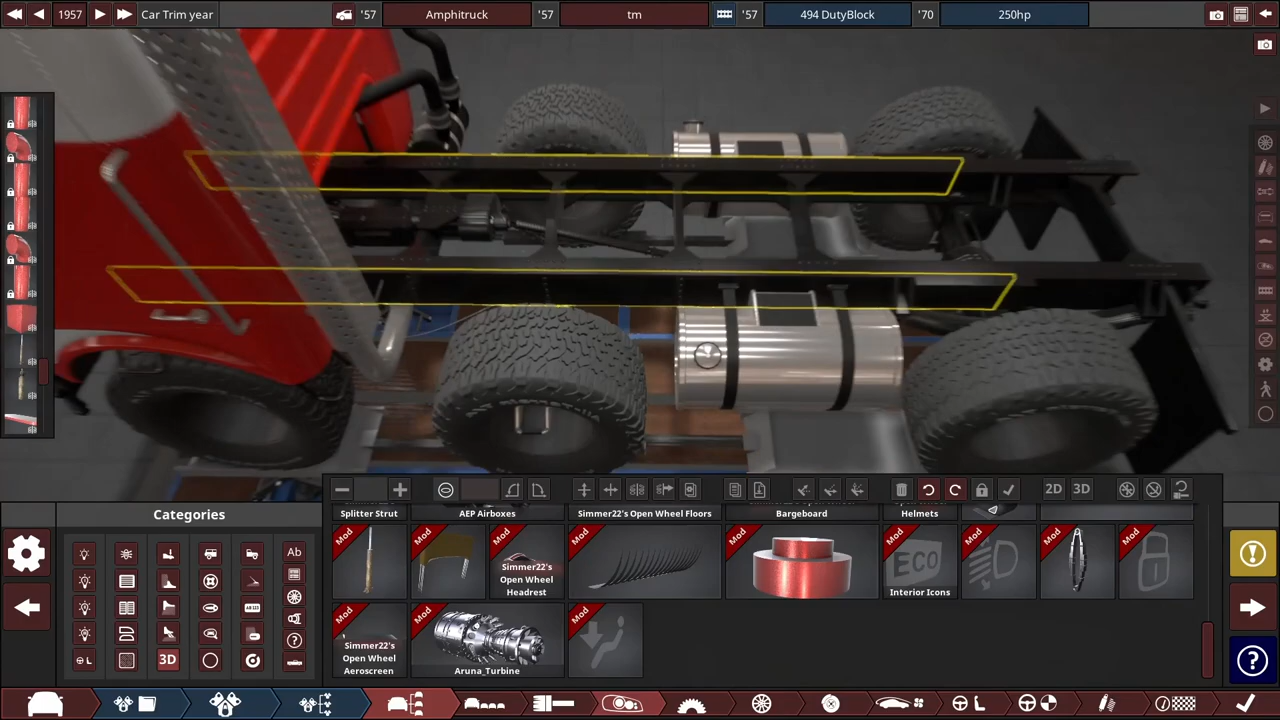 1957
Car Trim year
'57
Amphitruck
'57
tm
'57
494 DutyBlock
'70
250hp
Categories
Ab
3D
2D
3D
Splitter Strut
AEP Airboxes
Simmer22's Open Wheel Floors
Bargeboard
Helmets
Mod
Mod
Mod
Simmer22's
Open Wheel
Headrest
Mod
Mod
Mod
ECO
Interior Icons
Mod
Mod
Mod
Mod
Simmer22's
Open Wheel
Aeroscreen
Mod
Aruna_Turbine
Mod